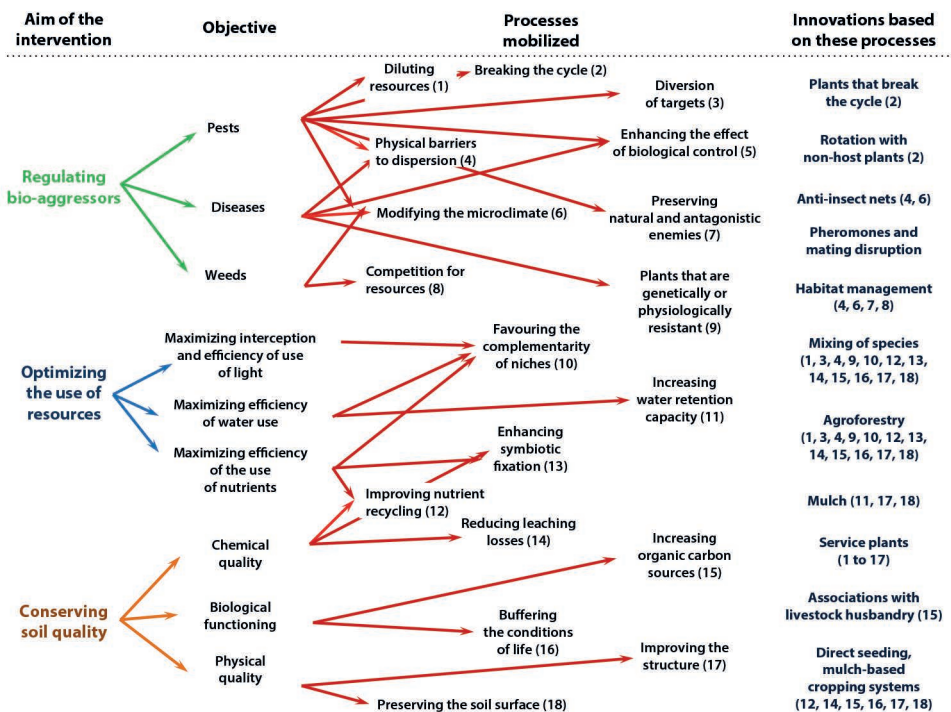 Aim of the
intervention
Objective
Processes
mobilized
Innovations based
on these processes
Regulating
bio-aggressors
Pests
Diseases
Weeds
Diluting
resources (1)
Breaking the cycle (2)
Diversion
of targets (3)
Physical barriers
to dispersion (4)
Enhancing the effect
of biological control (5)
Modifying the microclimate (6)
Preserving
natural and antagonistic
enemies (7)
Competition for
resources (8)
Plants that are
genetically or
physiologically
resistant (9)
Optimizing
the use of
resources
Maximizing interception
and efficiency of use
of light
Maximizing efficiency
of water use
Maximizing efficiency
of the use
of nutrients
Favouring the
complementarity
of niches (10)
Increasing
water retention
capacity (11)
Enhancing
symbiotic
fixation (13)
Improving nutrient
recycling (12)
Conserving
soil quality
Chemical
quality
Biological
functioning
Physical
quality
Reducing leaching
losses (14)
Increasing
organic carbon
sources (15)
Buffering
the conditions
of life (16)
Improving the
structure (17)
Preserving the soil surface (18)
Plants that break
the cycle (2)
Rotation with
non-host plants (2)
Anti-insect nets (4, 6)
Pheromones and
mating disruption
Habitat management
(4, 6, 7, 8)
Mixing of species
(1, 3, 4, 9, 10, 12, 13,
14, 15, 16, 17, 18)
Agroforestry
(1, 3, 4, 9, 10, 12, 13,
14, 15, 16, 17, 18)
Mulch (11, 17, 18)
Service plants
(1 to 17)
Associations with
livestock husbandry (15)
Direct seeding,
mulch-based
cropping systems
(12, 14, 15, 16, 17, 18)